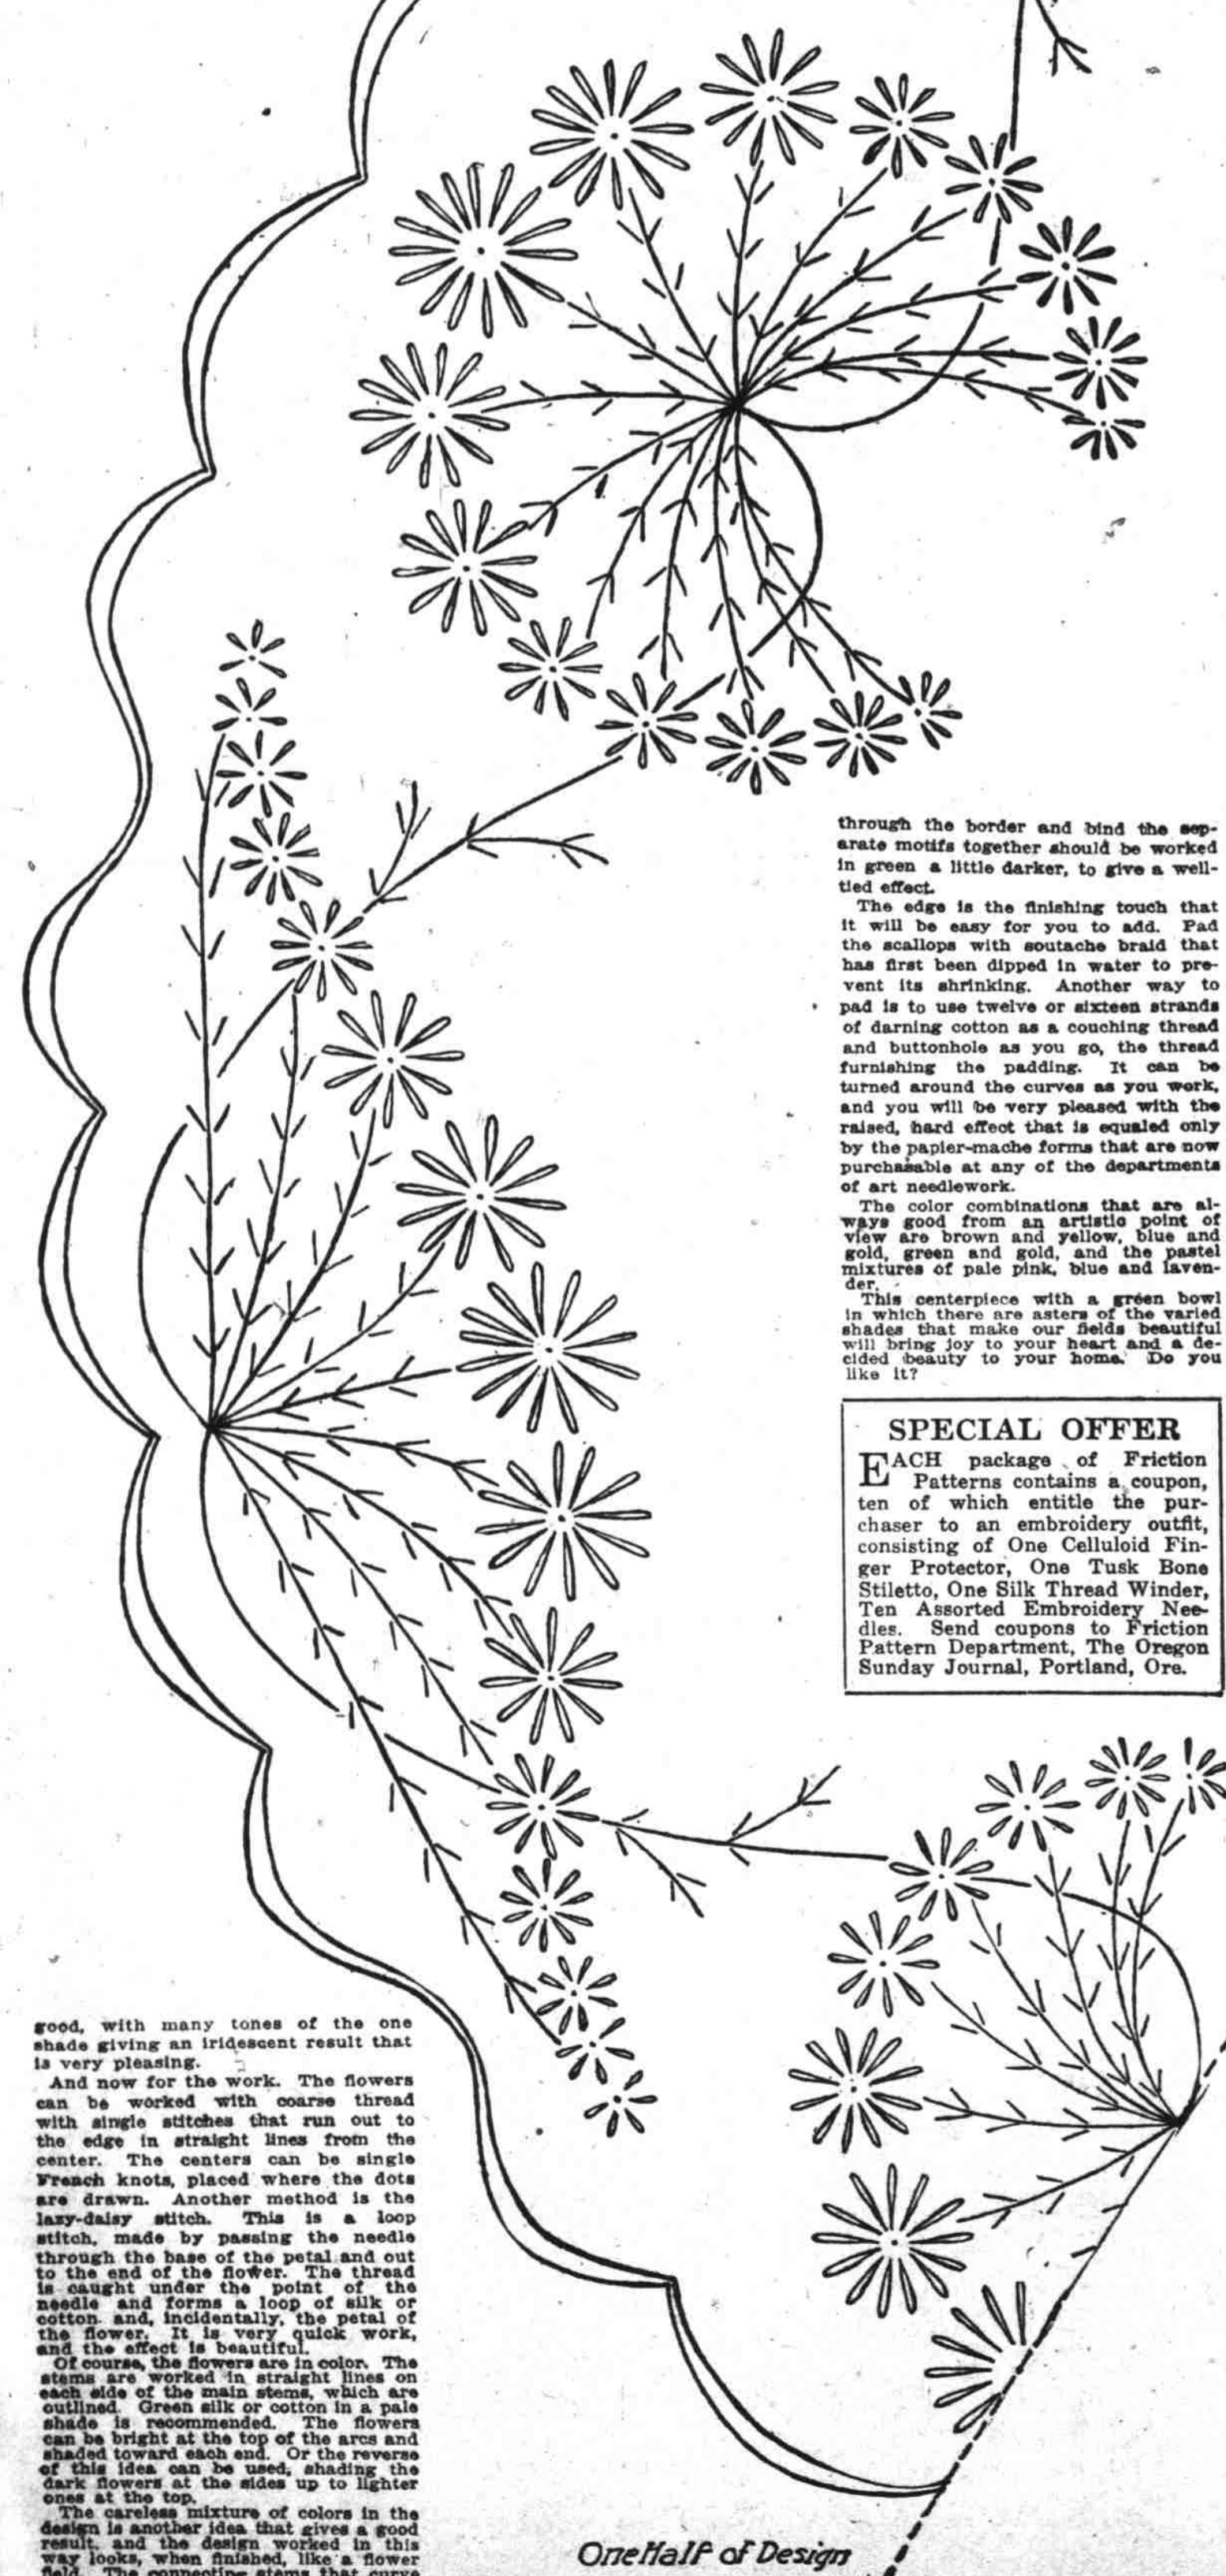 good, with many tones of the one
shade giving an iridescent result that
is very pleasing.
And now for the work. The flowers
can be worked with coarse thread
with single stitches that run out to
the edge in straight lines from the
center. The centers can be single
French knots, placed where the dots
are drawn. Another method is the
lazy-daisy stitch. This is a loop
stitch, made by passing the needle
through the base of the petal and out
to the end of the flower. The thread
is caught under the point of the
needle and forms a loop of silk or
cotton and, incidentally, the petal of
the flower. It is very quick work,
and the effect is beautiful.
Of course, the flowers are in color. The
stems are worked in straight lines on
each side of the main stems, which are
outlined. Green silk or cotton in a pale
shade is recommended. The flowers
can be bright at the top of the arcs and
shaded toward each end. Or the reverse
of this idea can be used, shading the
dark flowers at the sides up to lighter
ones at the top.
The careless mixture of colors in the
design is another idea that gives a good
result, and the design worked in this
way looks, when finished, like a flower
field. The connecting stems that curve
through the border and bind the sep-
arate motifs together should be worked
in green a little darker, to give a well-
tied effect.
The edge is the finishing touch that
it will be easy for you to add. Pad
the scallops with soutache braid that
has first been dipped in water to pre-
vent its shrinking. Another way to
pad is to use twelve or sixteen strands
of darning cotton as a couching thread
and buttonhole as you go, the thread
furnishing the padding. It can be
turned around the curves as you work,
and you will be very pleased with the
raised, hard effect that is equaled only
by the papier-mache forms that are now
purchasable at any of the departments
of art needlework.
The color combinations that are al-
ways good from an artistic point of
view are brown and yellow, blue and
gold, green and gold, and the pastel
mixtures of pale pink, blue and laven-
der.
This centerpiece with a green bowl
in which there are asters of the varied
shades that make our fields beautiful
will bring joy to your heart and a de-
cided beauty to your home. Do you
like it?
SPECIAL OFFER
EACH package of Friction
Patterns contains a coupon,
ten of which entitle the pur-
chaser to an embroidery outfit,
consisting of One Celluloid Fin-
ger Protector, One Tusk Bone
Stiletto, One Silk Thread Winder,
Ten Assorted Embroidery Nee-
dles. Send coupons to Friction
Pattern Department, The Oregon
Sunday Journal, Portland, Ore.
One Half of Design